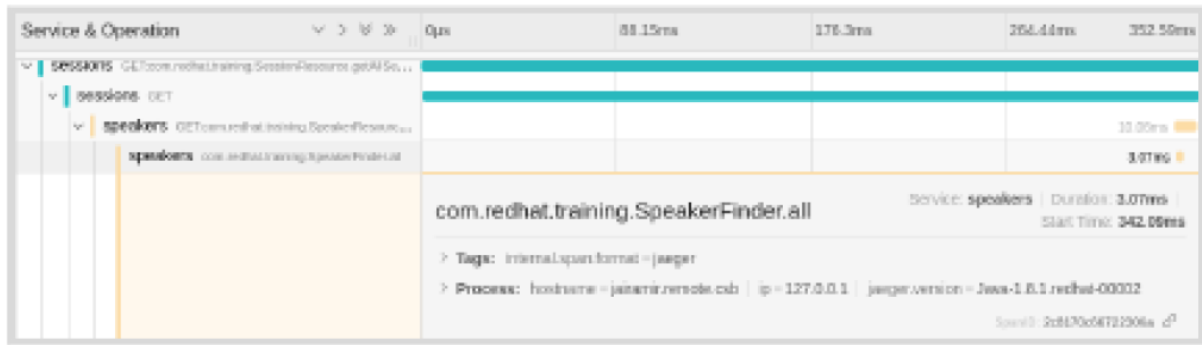 Service & Operation 0μs 88.15ms 176.3ms 264.44ms 352.59ms
sessions GET:com.redhat.training.SessionResource.getAllSe...
sessions GET
speakers GET:com.redhat.training.SpeakerResource...
10.06ms
speakers com.redhat.training.SpeakerFinder.all
3.07ms
com.redhat.training.SpeakerFinder.all
Service: speakers | Duration: 3.07ms |
Start Time: 342.09ms
Tags: internal.span.format = jaeger
Process: hostname = jairamir.remote.csb | ip = 127.0.0.1 | jaeger.version = Java-1.8.1.redhat-00002
SpanID: